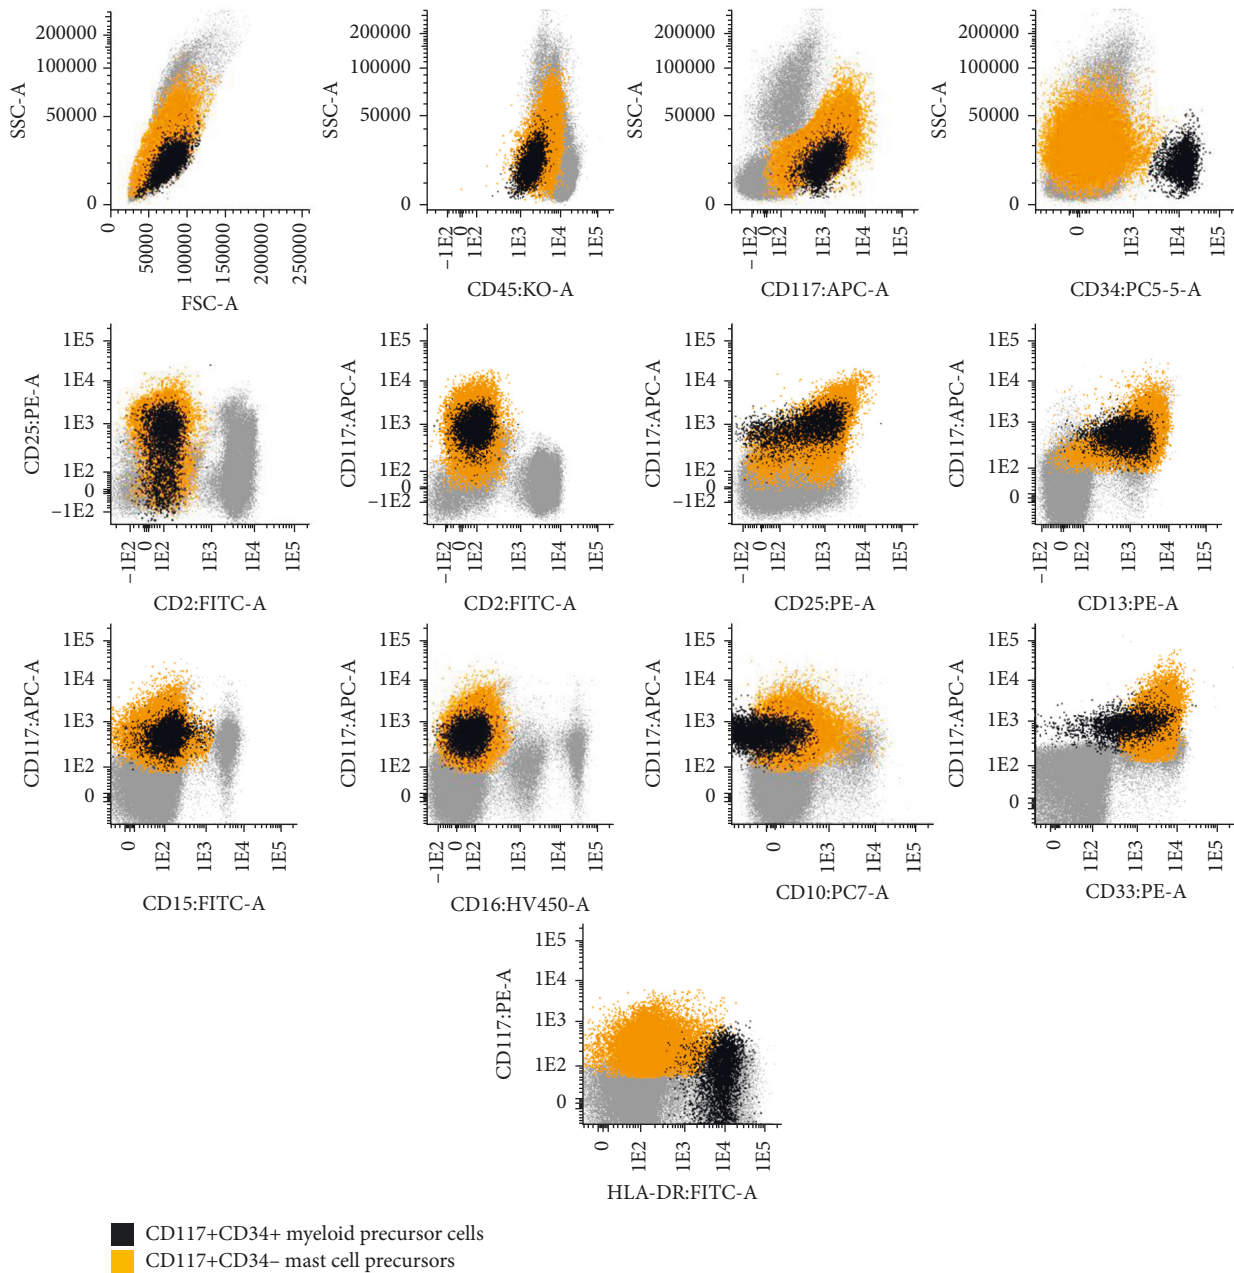 200000
100000
50000
0
SSC-A
0
50000
100000
150000
200000
250000
FSC-A
200000
100000
50000
0
SSC-A
−1E2
0
1E2
1E3
1E4
1E5
CD45:KO-A
200000
100000
50000
0
SSC-A
−1E2
0
1E2
1E3
1E4
1E5
CD117:APC-A
200000
100000
50000
0
SSC-A
0
1E3
1E4
1E5
CD34:PC5-5-A
1E5
1E4
1E3
1E2
0
−1E2
CD25:PE-A
−1E2
0
1E2
1E3
1E4
1E5
CD2:FITC-A
1E5
1E4
1E3
1E2
0
−1E2
CD117:APC-A
−1E2
0
1E2
1E3
1E4
1E5
CD2:FITC-A
1E5
1E4
1E3
1E2
0
−1E2
CD117:APC-A
−1E2
0
1E2
1E3
1E4
1E5
CD25:PE-A
1E5
1E4
1E3
1E2
0
CD117:APC-A
−1E2
0
1E2
1E3
1E4
1E5
CD13:PE-A
1E5
1E4
1E3
1E2
0
CD117:APC-A
0
1E2
1E3
1E4
1E5
CD15:FITC-A
1E5
1E4
1E3
1E2
0
CD117:APC-A
−1E2
0
1E2
1E3
1E4
1E5
CD16:HV450-A
1E5
1E4
1E3
1E2
0
CD117:APC-A
0
1E3
1E4
1E5
CD10:PC7-A
1E5
1E4
1E3
1E2
0
CD117:APC-A
0
1E2
1E3
1E4
1E5
CD33:PE-A
1E5
1E4
1E3
1E2
0
CD117:PE-A
0
1E2
1E3
1E4
1E5
HLA-DR:FITC-A
CD117+CD34+ myeloid precursor cells
CD117+CD34− mast cell precursors